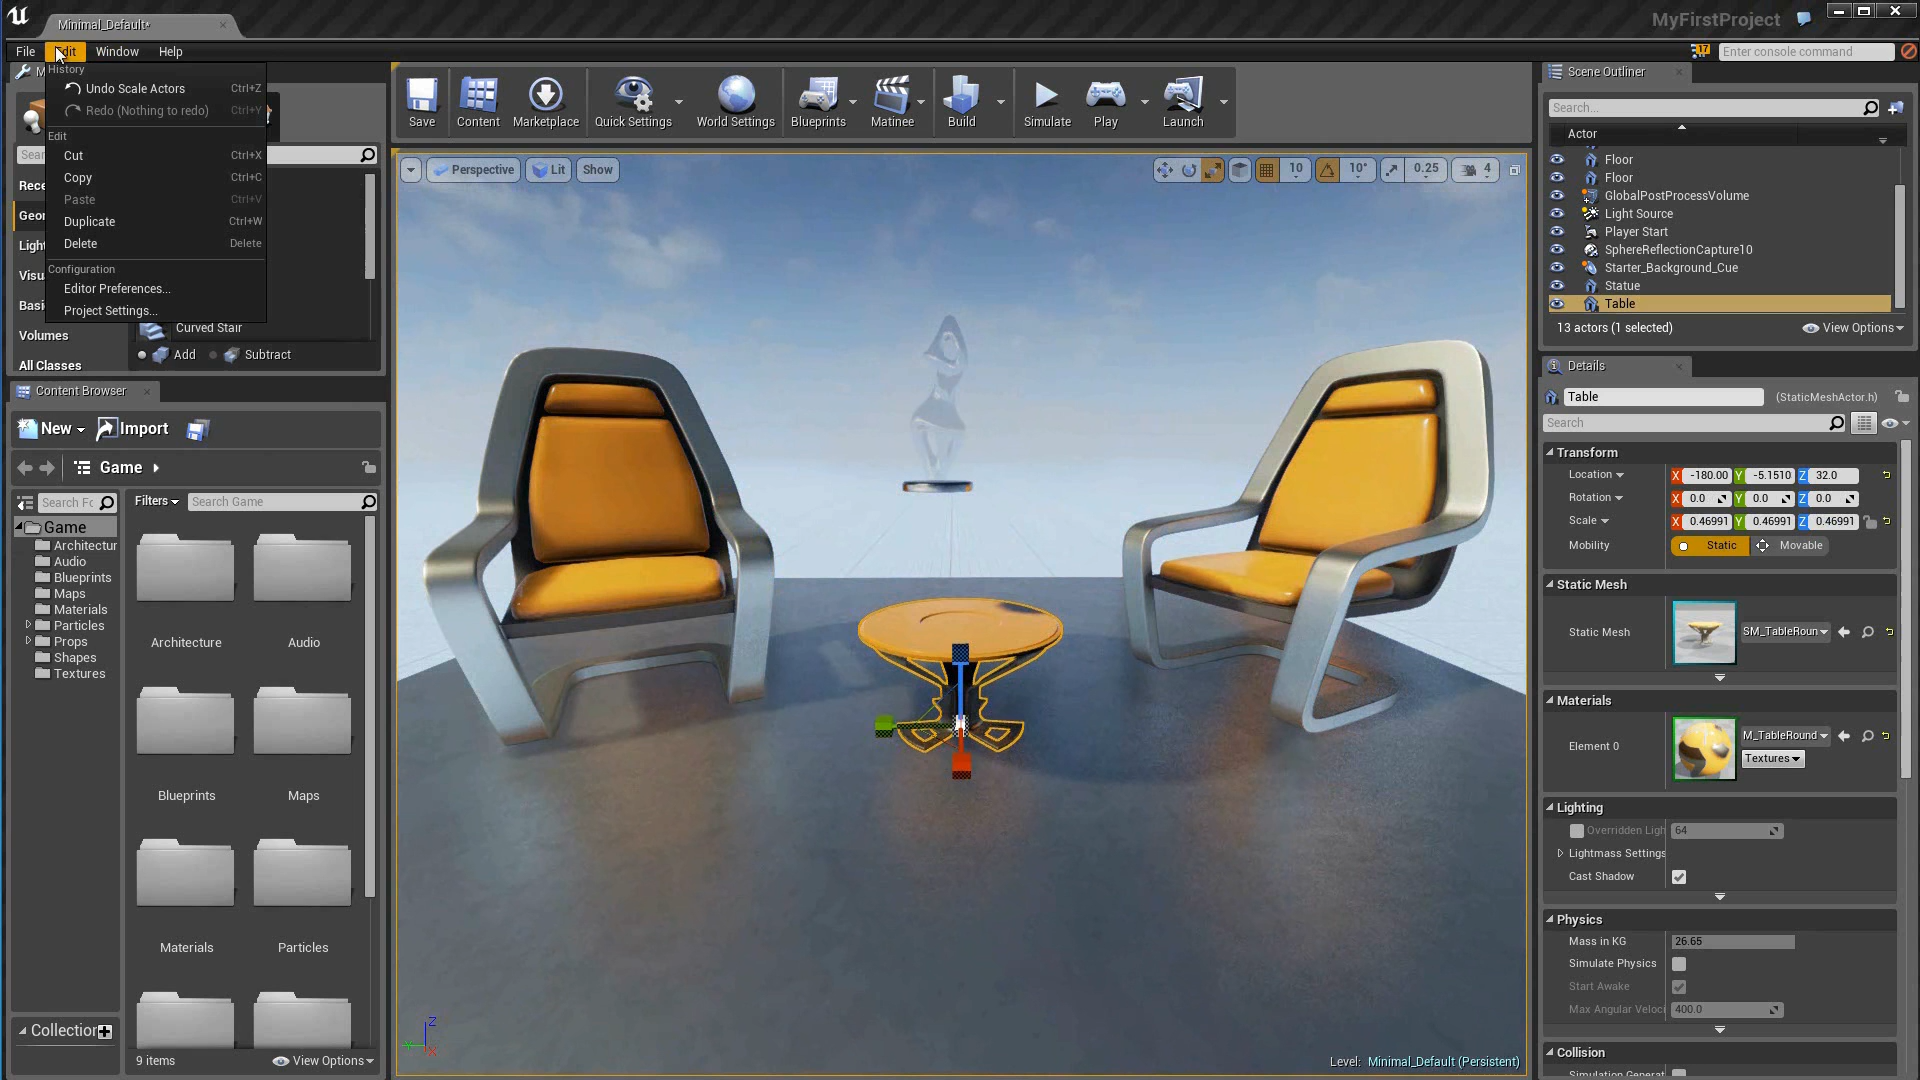 Minimal_Default*
MyFirstProject
File Edit Window Help
17
Enter console command
History
Undo Scale Actors Ctrl+Z
Redo (Nothing to redo) Ctrl+Y
Edit
Cut Ctrl+X
Copy Ctrl+C
Paste Ctrl+V
Duplicate Ctrl+W
Delete Delete
Configuration
Editor Preferences...
Project Settings...
Rece
Geor
Light
Visu
Basi
Volumes
All Classes
Curved Stair
Add Subtract
Save Content Marketplace Quick Settings World Settings Blueprints Matinee Build Simulate Play Launch
Perspective Lit Show 10 10° 0.25 4
Content Browser
New Import
Game
Search Fo
Filters Search Game
Game
Architectur
Audio
Blueprints
Maps
Materials
Particles
Props
Shapes
Textures
Architecture Audio
Blueprints Maps
Materials Particles
Collection
9 items View Options
Z
X
Level: Minimal_Default (Persistent)
Scene Outliner
Search...
Actor
Floor
Floor
GlobalPostProcessVolume
Light Source
Player Start
SphereReflectionCapture10
Starter_Background_Cue
Statue
Table
13 actors (1 selected) View Options
Details
Table (StaticMeshActor.h)
Search
Transform
Location X -180.00 Y -5.1510 Z 32.0
Rotation X 0.0 Y 0.0 Z 0.0
Scale X 0.46991 Y 0.46991 Z 0.46991
Mobility Static Movable
Static Mesh
Static Mesh SM_TableRoun
Materials
Element 0 M_TableRound
Textures
Lighting
Overridden Ligh 64
Lightmass Settings
Cast Shadow
Physics
Mass in KG 26.65
Simulate Physics
Start Awake
Max Angular Veloci 400.0
Collision
Simulation Generat